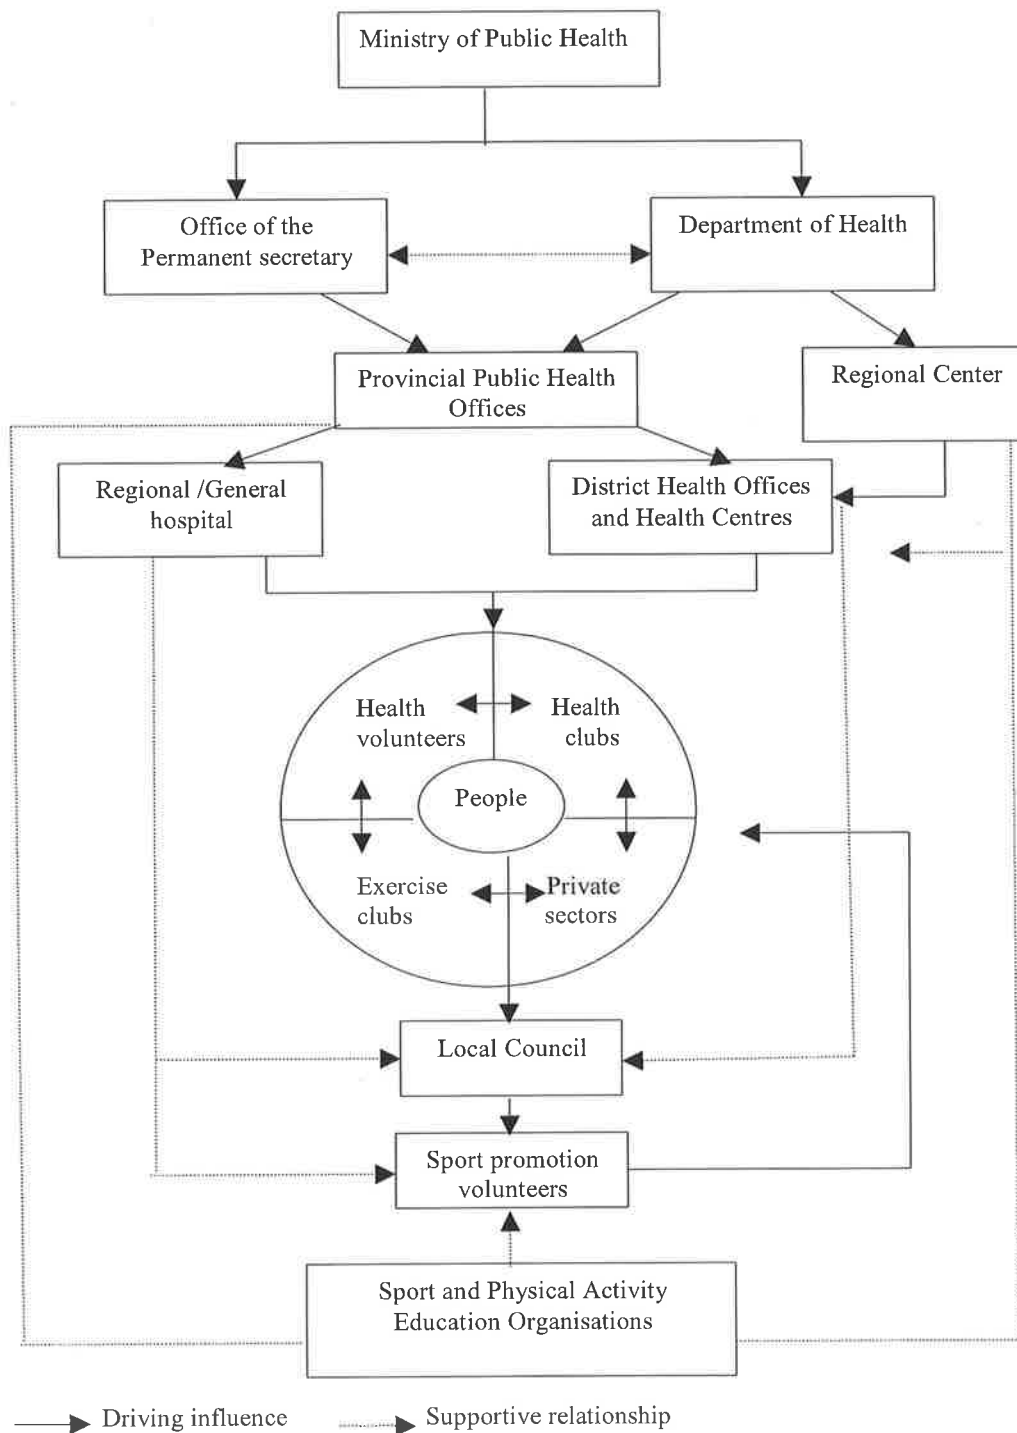 Ministry of Public Health
Office of the
Permanent secretary
Department of Health
Provincial Public Health
Offices
Regional Center
Regional /General
hospital
District Health Offices
and Health Centres
Health
volunteers
Health
clubs
People
Exercise
clubs
Private
sectors
Local Council
Sport promotion
volunteers
Sport and Physical Activity
Education Organisations
Driving influence
Supportive relationship